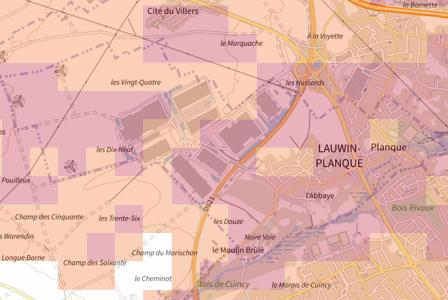 Cité du Villers
la Bornette
À la Voyette
le Marquache
les Vingt-Quatre
les Hussards
les Dix-Neuf
LAUWIN-
PLANQUE
Planque
Pouilleux
l'Abbaye
Bois Rivoux
Champ des Cinquante
les Trente-Six
D621
les Douze
Warendin
Noire Voie
le Moulin Brûlé
Longue Borne
Champ des Soixante
Champ du Marischon
le Cheminot
Bois de Cuincy
le Marais de Cuincy